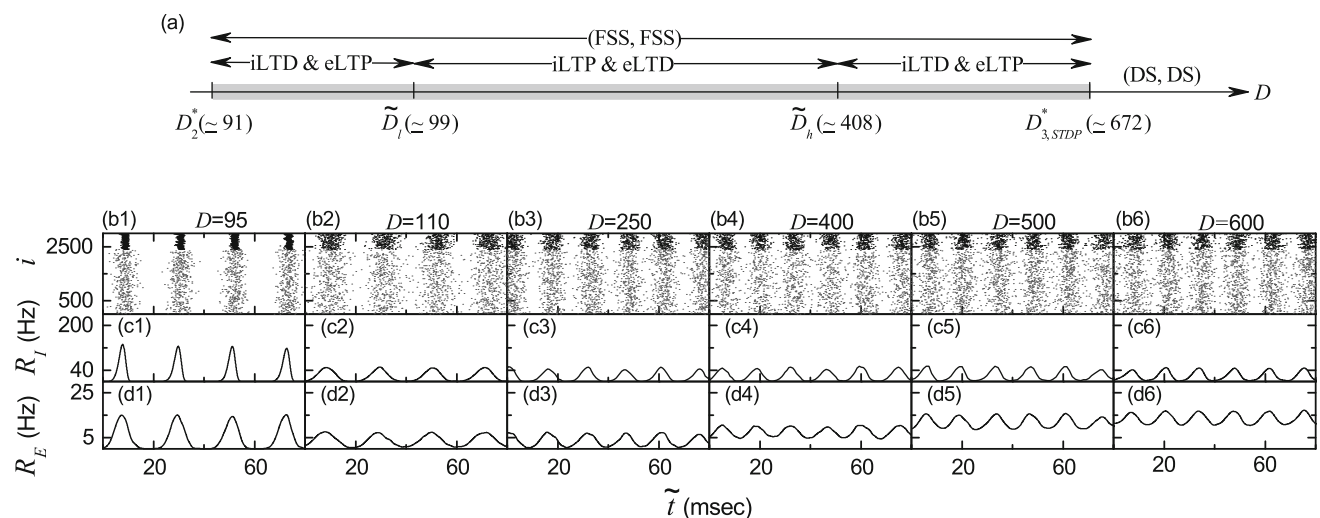 (a)
(FSS, FSS)
iLTD & eLTP iLTP & eLTD iLTD & eLTP (DS, DS)
D
D*2(≃91) D̃l(≃99) D̃h(≃408) D*3,STDP(≃672)
(b1) D=95 (b2) D=110 (b3) D=250 (b4) D=400 (b5) D=500 (b6) D=600
i 2500
500
RI (Hz) 200 (c1) (c2) (c3) (c4) (c5) (c6)
40
RE (Hz) 25 (d1) (d2) (d3) (d4) (d5) (d6)
5
20 60 20 60 20 60 20 60 20 60 20 60
t̃ (msec)